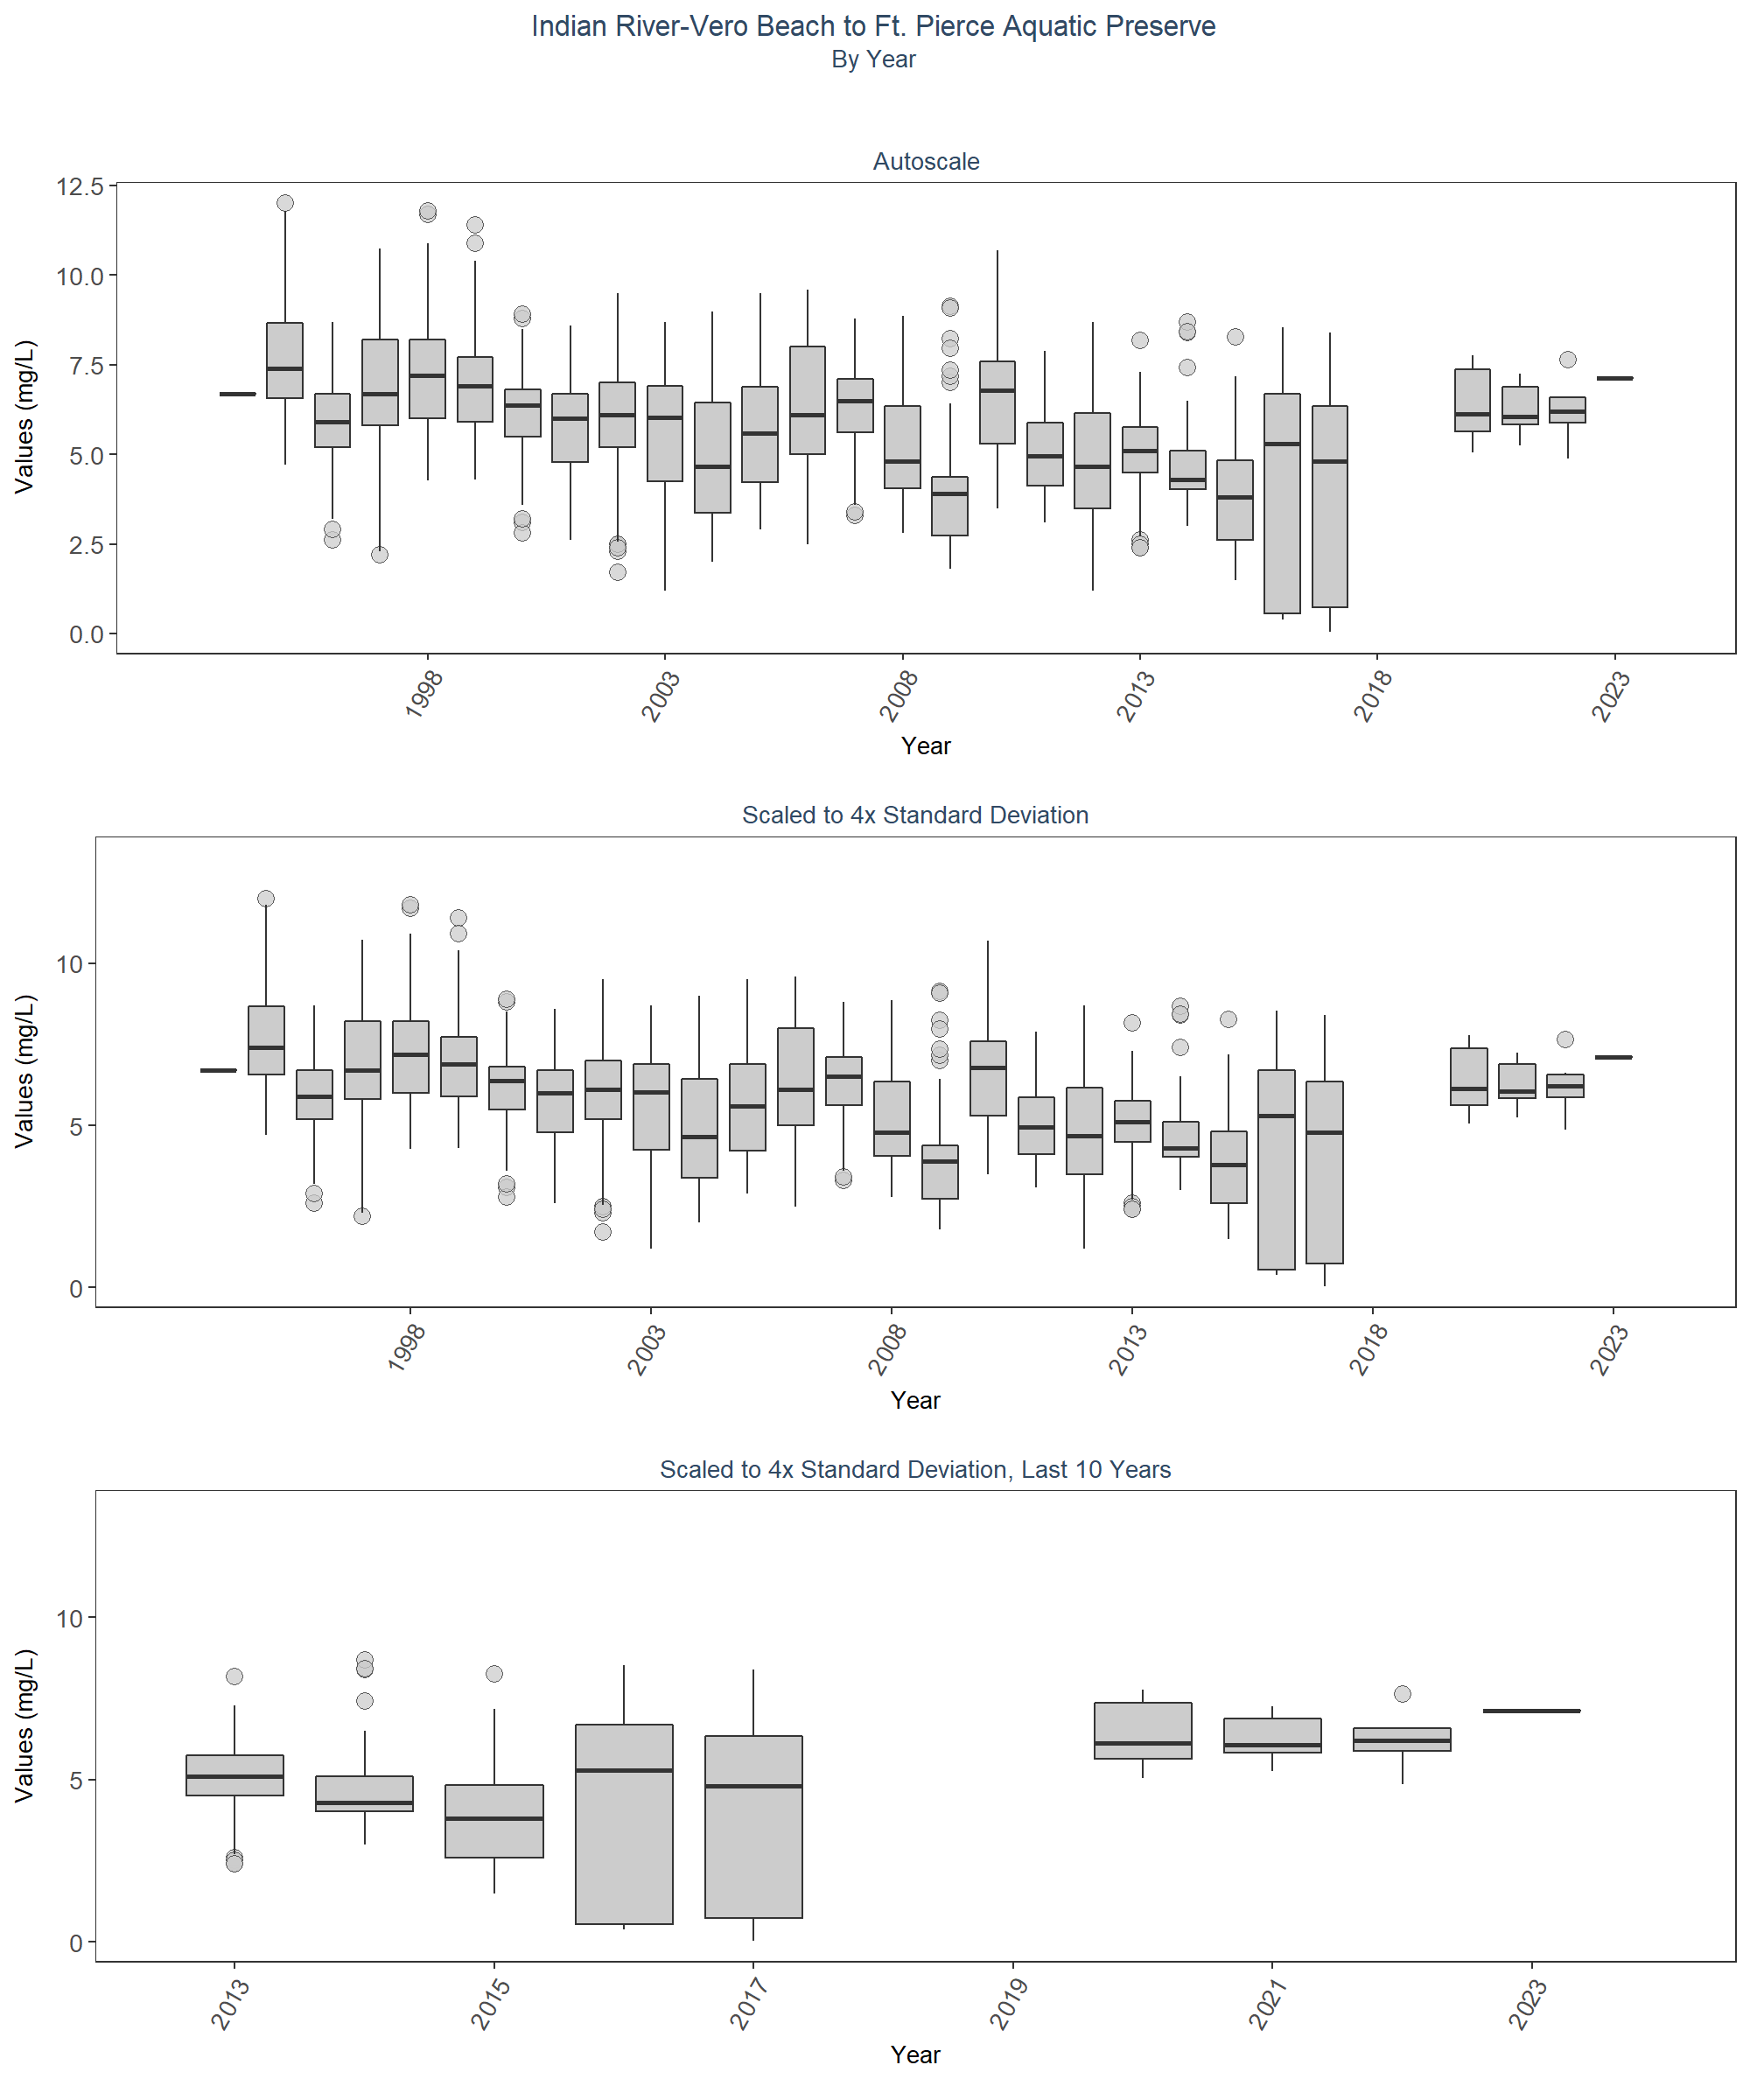 Indian River-Vero Beach to Ft. Pierce Aquatic Preserve
By Year
Autoscale
12.5
10.0
7.5
5.0
2.5
0.0
Values (mg/L)
1998
2003
2008
2013
2018
2023
Year
Scaled to 4x Standard Deviation
10
5
0
Values (mg/L)
1998
2003
2008
2013
2018
2023
Year
Scaled to 4x Standard Deviation, Last 10 Years
10
5
0
Values (mg/L)
2013
2015
2017
2019
2021
2023
Year